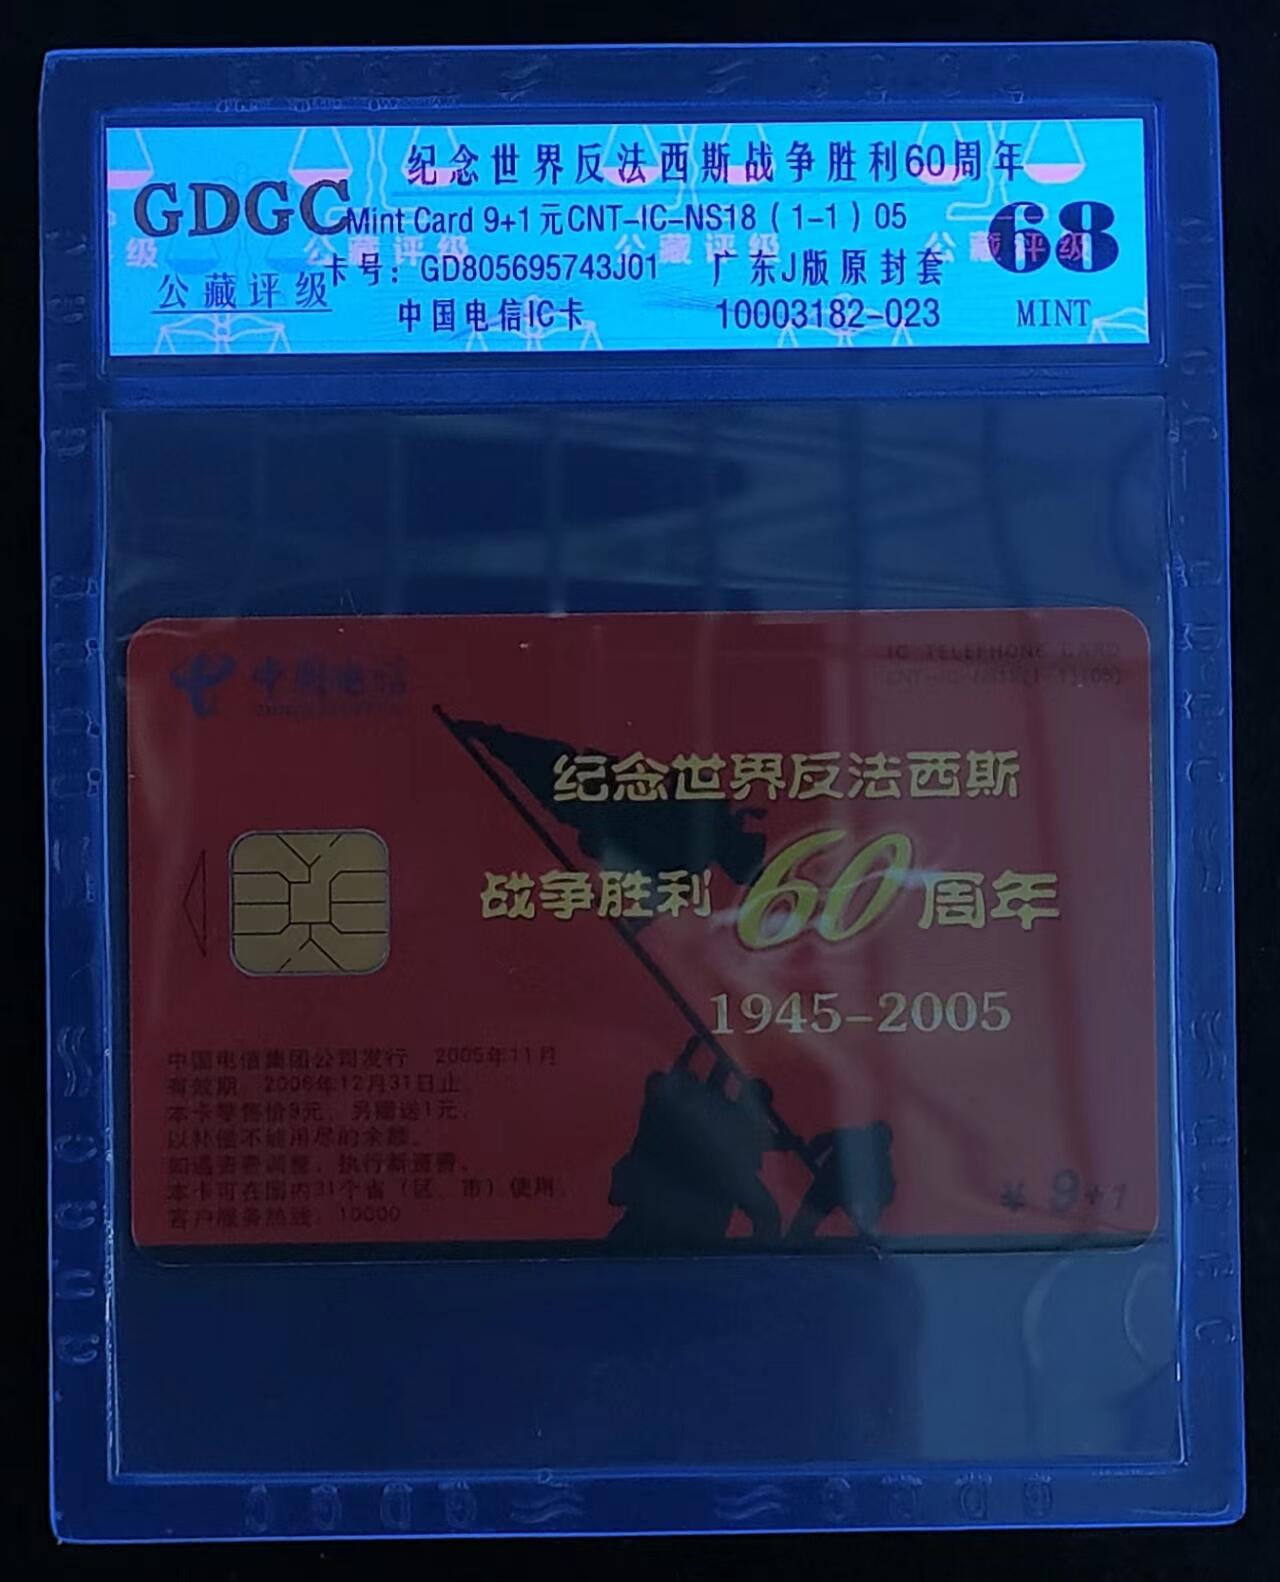 纪念世界反法西斯战争胜利60周年
GDGC
Mint Card 9+1元CNT-IC-NS18(1-1)05
68
公藏评级
卡号:GD805695743J01 广东J版原封套
中国电信IC卡 10003182-023 MINT
中国电信
IC TELEPHONE CARD
CNT-IC-NS18(1-1)(05)
纪念世界反法西斯
战争胜利60周年
1945-2005
中国电信集团公司发行 2005年11月
有效期:2006年12月31日止
本卡零售价9元,另赠送1元,
以补偿不能用尽的余额。
如遇资费调整,执行新资费。
本卡可在国内31个省(区、市)使用
客户服务热线:10000
¥ 9+1